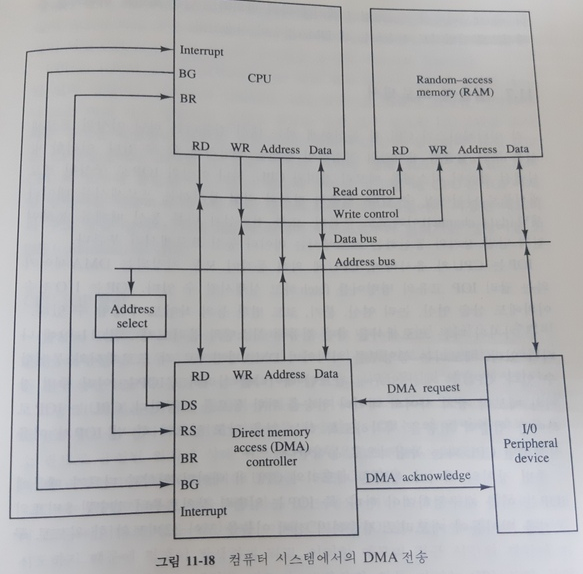 Interrupt
BG
CPU
BR
Random–access
memory (RAM)
RD WR Address Data
RD WR Address Data
Read control
Write control
Data bus
Address bus
Address
select
RD WR Address Data
DS
RS
BR
BG
Interrupt
Direct memory
access (DMA)
controller
DMA request
DMA acknowledge
I/0
Peripheral
device
그림 11-18 컴퓨터 시스템에서의 DMA 전송